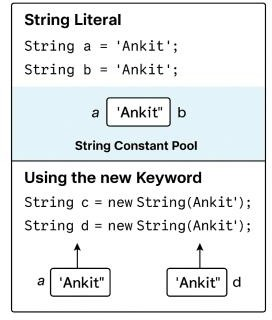 String Literal
String a = 'Ankit';
String b = 'Ankit';
a 'Ankit" b
String Constant Pool
Using the new Keyword
String c = new String(Ankit');
String d = new String(Ankit');
a 'Ankit" 'Ankit" d